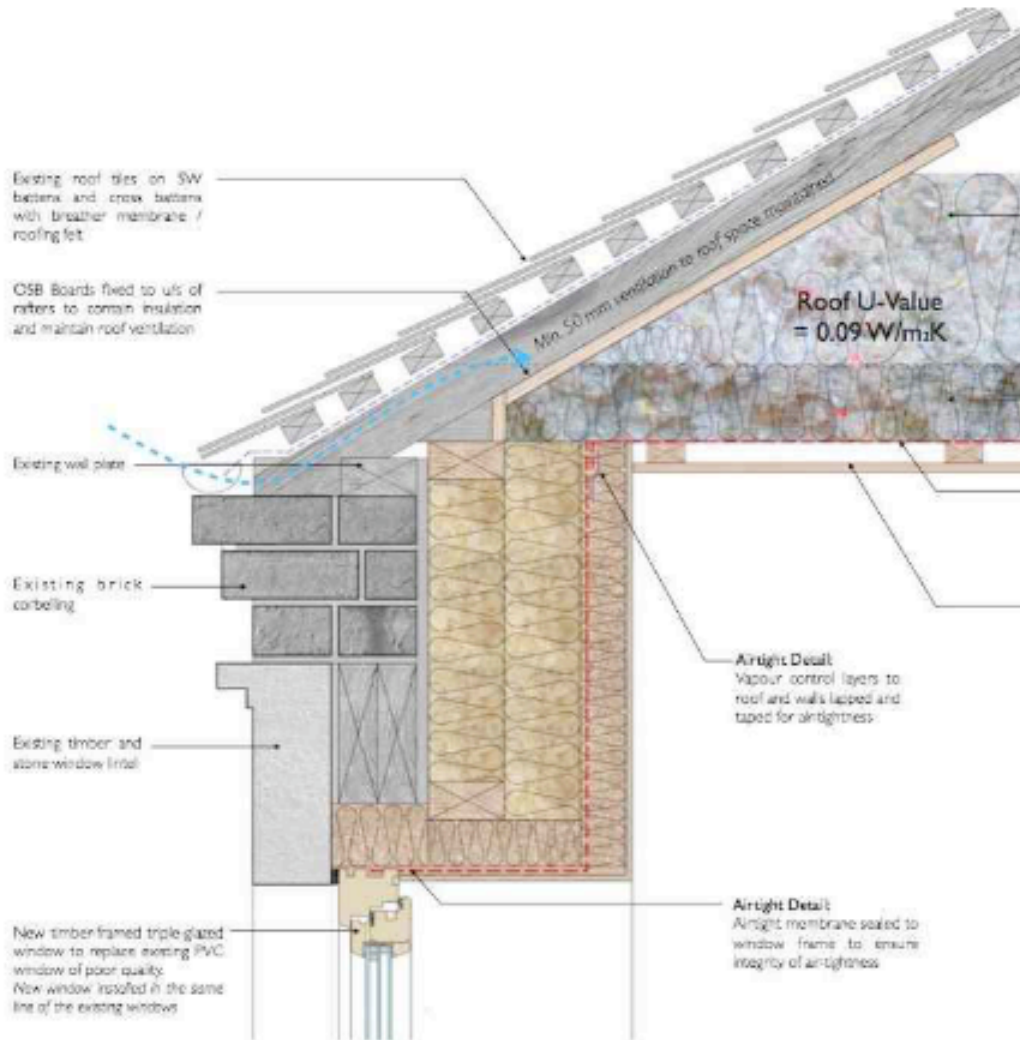 Existing roof tiles on SW
battens and cross battens
with breather membrane /
roofing felt
OSB Boards fixed to u/s of
rafters to contain insulation
and maintain roof ventilation
Min. 50 mm ventilation to roof space maintained
Roof U-Value
= 0.09 W/m₂K
Existing wall plate
Existing brick
corbelling
Airtight Detail:
Vapour control layers to
roof and walls lapped and
taped for airtightness
Existing timber and
stone window lintel
Airtight Detail:
Airtight membrane sealed to
window frame to ensure
integrity of air-tightness
New timber-framed triple-glazed
window to replace existing PVC
window of poor quality.
New window installed in the same
line of the existing windows